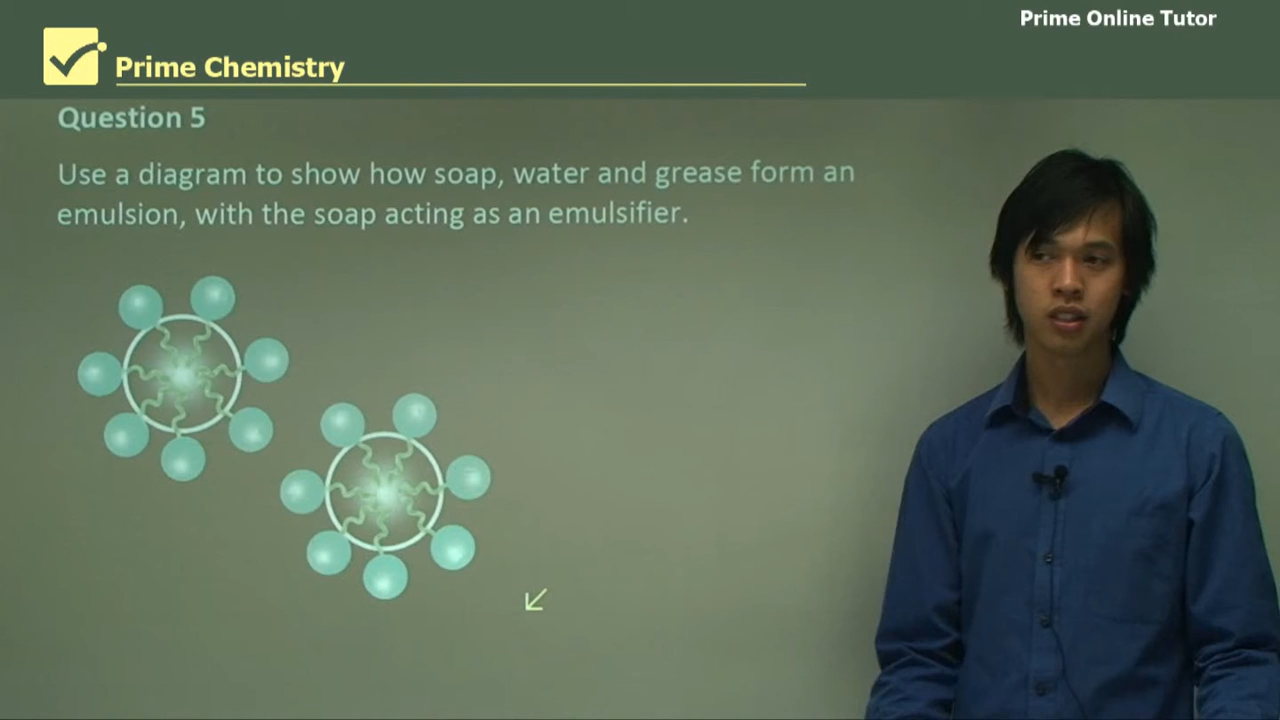 Prime Online Tutor
Prime Chemistry
Question 5
Use a diagram to show how soap, water and grease form an
emulsion, with the soap acting as an emulsifier.